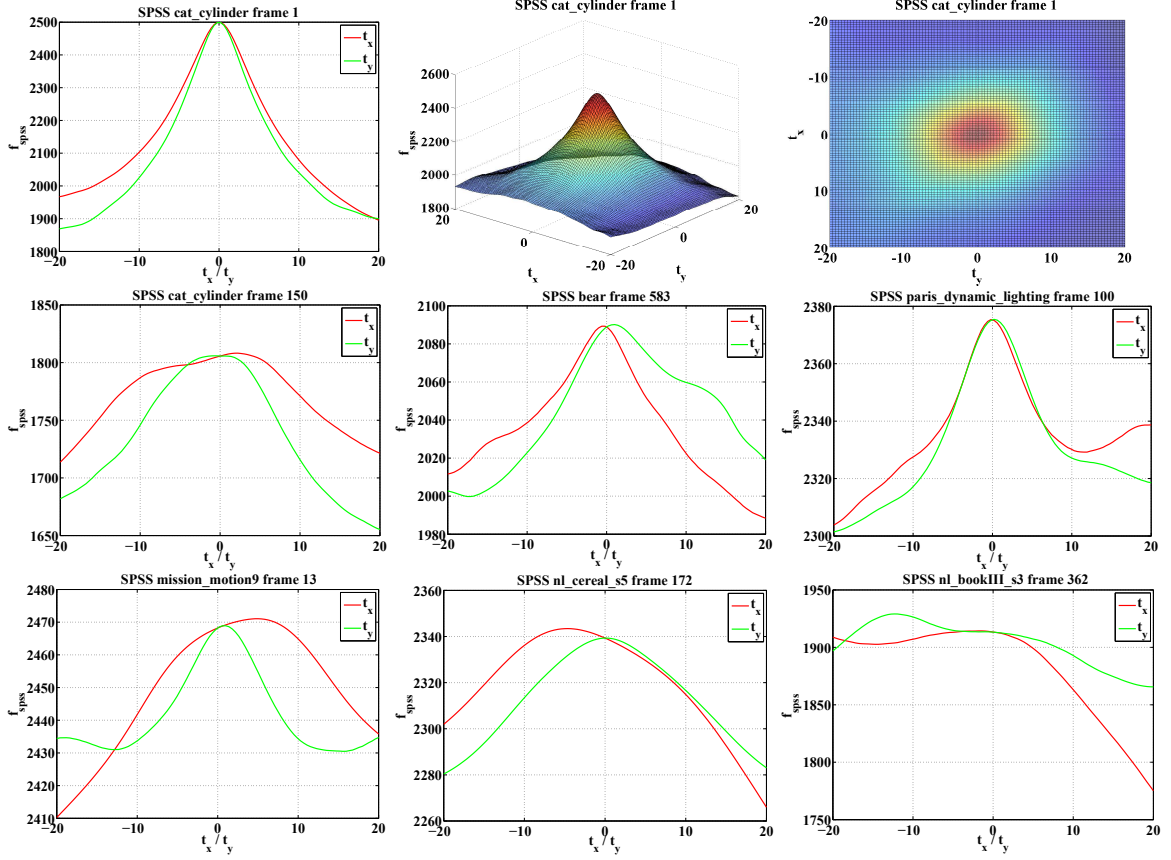 SPSS cat_cylinder frame 1
f_spss
2500
2400
2300
2200
2100
2000
1900
1800
−20
−10
0
10
20
t_x / t_y
t_x
t_y
SPSS cat_cylinder frame 1
2600
2400
2200
2000
1800
20
0
-20
t_x
-20
0
20
t_y
SPSS cat_cylinder frame 1
-20
-10
0
10
20
t_x
-20
-10
0
10
20
t_y
SPSS cat_cylinder frame 150
f_spss
1850
1800
1750
1700
1650
−20
−10
0
10
20
t_x / t_y
t_x
t_y
SPSS bear frame 583
f_spss
2100
2080
2060
2040
2020
2000
1980
−20
−10
0
10
20
t_x / t_y
t_x
t_y
SPSS paris_dynamic_lighting frame 100
f_spss
2380
2360
2340
2320
2300
−20
−10
0
10
20
t_x / t_y
t_x
t_y
SPSS mission_motion9 frame 13
f_spss
2480
2470
2460
2450
2440
2430
2420
2410
−20
−10
0
10
20
t_x / t_y
t_x
t_y
SPSS nl_cereal_s5 frame 172
f_spss
2360
2340
2320
2300
2280
2260
−20
−10
0
10
20
t_x / t_y
t_x
t_y
SPSS nl_bookIII_s3 frame 362
f_spss
1950
1900
1850
1800
1750
−20
−10
0
10
20
t_x / t_y
t_x
t_y